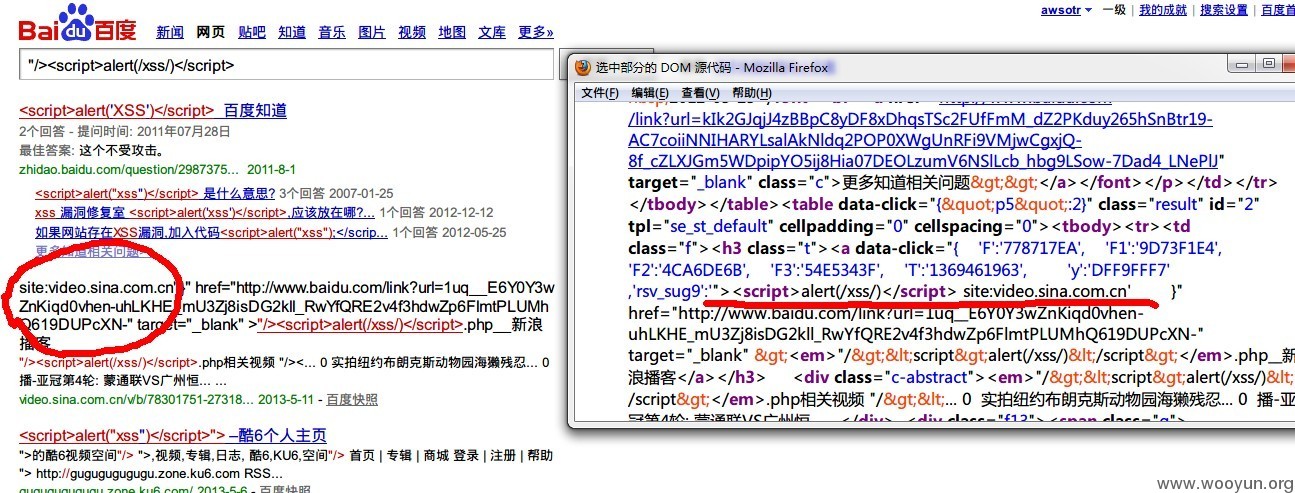 awsotr 一级 | 我的成就 | 搜索设置 | 百度首
Bai du 百度 新闻 网页 贴吧 知道 音乐 图片 视频 地图 文库 更多»
"/><script>alert(/xss/)</script>
<script>alert('XSS')</script> 百度知道
2个回答 - 提问时间: 2011年07月28日
最佳答案: 这个不受攻击。
zhidao.baidu.com/question/2987375... 2011-8-1
<script>alert("xss")</script> 是什么意思? 3个回答 2007-01-25
xss 漏洞修复室 <script>alert('xss')</script>,应该放在哪?... 1个回答 2012-12-12
如果网站存在XSS漏洞,加入代码<script>alert("xss");</scrip... 1个回答 2012-05-25
更多知道相关问题
site:video.sina.com.cn' }" href="http://www.baidu.com/link?url=1uq__E6Y0Y3w
ZnKiqd0vhen-uhLKHE_mU3Zj8isDG2kll_RwYfQRE2v4f3hdwZp6FlmtPLUMh
Q619DUPcXN-" target="_blank" >"/><script>alert(/xss/)</script>.php__新浪
播客
"/><script>alert(/xss/)</script>.php相关视频 "/><... 0 实拍纽约布朗克斯动物园海獭残忍... 0
播-亚冠第4轮: 蒙通联VS广州恒... ...
video.sina.com.cn/v/b/78301751-27318... 2013-5-11 - 百度快照
<script>alert("xss")</script>"> –酷6个人主页
">的酷6视频空间"/> ">,视频,专辑,日志, 酷6,KU6,空间"/> 首页 | 专辑 | 商城 登录 | 注册 | 帮助
"> http://gugugugugugu.zone.ku6.com RSS...
gugugugugugu.zone.ku6.com/ 2013-5-6 - 百度快照
选中部分的 DOM 源代码 - Mozilla Firefox
文件(F) 编辑(E) 查看(V) 帮助(H)
/link?url=kIk2GJqjJ4zBBpC8yDF8xDhqsTSc2FUfFmM_dZ2PKduy265hSnBtr19-
AC7coiiNNIHARYLsalAkNldq2POP0XWgUnRFi9VMjwCgxjQ-
8f_cZLXJGm5WDpipYO5ij8Hia07DEOLzumV6NSlLcb_hbg9LSow-7Dad4_LNePlJ"
target="_blank" class="c">更多知道相关问题&gt;&gt;</a></font></p></td></tr>
</tbody></table><table data-click="{&quot;p5&quot;:2}" class="result" id="2"
tpl="se_st_default" cellpadding="0" cellspacing="0"><tbody><tr><td
class="f"><h3 class="t"><a data-click="{ 'F':'778717EA', 'F1':'9D73F1E4',
'F2':'4CA6DE6B', 'F3':'54E5343F', 'T':'1369461963', 'y':'DFF9FFF7'
,'rsv_sug9':'"><script>alert(/xss/)</script> site:video.sina.com.cn' }"
href="http://www.baidu.com/link?url=1uq__E6Y0Y3wZnKiqd0vhen-
uhLKHE_mU3Zj8isDG2kll_RwYfQRE2v4f3hdwZp6FlmtPLUMhQ619DUPcXN-"
target="_blank" &gt;<em>"/&gt;&lt;script&gt;alert(/xss/)&lt;/script&gt;</em>.php__新
浪播客</a></h3> <div class="c-abstract"><em>"/&gt;&lt;script&gt;alert(/xss/)&lt;
/script&gt;</em>.php相关视频 "/&gt;&lt;... 0 实拍纽约布朗克斯动物园海獭残忍... 0 播-亚
冠第4轮: 蒙通联VS广州恒... ...</div> <div class="f13"><span class="g">
www.wooyun.org